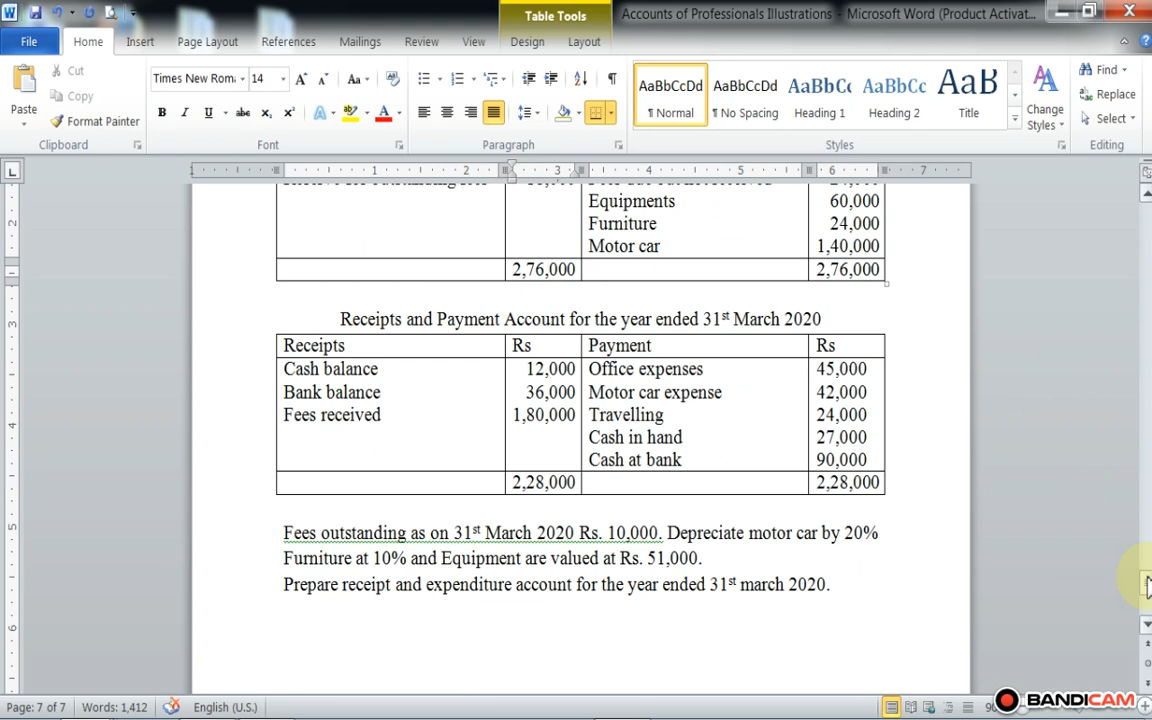 Table Tools
Accounts of Professionals Illustrations - Microsoft Word (Product Activat...
File Home Insert Page Layout References Mailings Review View Design Layout
Paste
Cut
Copy
Format Painter
Clipboard
Times New Rom 14
Font
Paragraph
AaBbCcDd AaBbCcDd AaBbCc AaBbCc AaB
¶ Normal ¶ No Spacing Heading 1 Heading 2 Title
Change Styles
Styles
Find
Replace
Select
Editing
Equipments 60,000
Furniture 24,000
Motor car 1,40,000
2,76,000 2,76,000
Receipts and Payment Account for the year ended 31st March 2020
Receipts Rs Payment Rs
Cash balance 12,000 Office expenses 45,000
Bank balance 36,000 Motor car expense 42,000
Fees received 1,80,000 Travelling 24,000
Cash in hand 27,000
Cash at bank 90,000
2,28,000 2,28,000
Fees outstanding as on 31st March 2020 Rs. 10,000. Depreciate motor car by 20%
Furniture at 10% and Equipment are valued at Rs. 51,000.
Prepare receipt and expenditure account for the year ended 31st march 2020.
Page: 7 of 7 Words: 1,412 English (U.S.)
BANDICAM